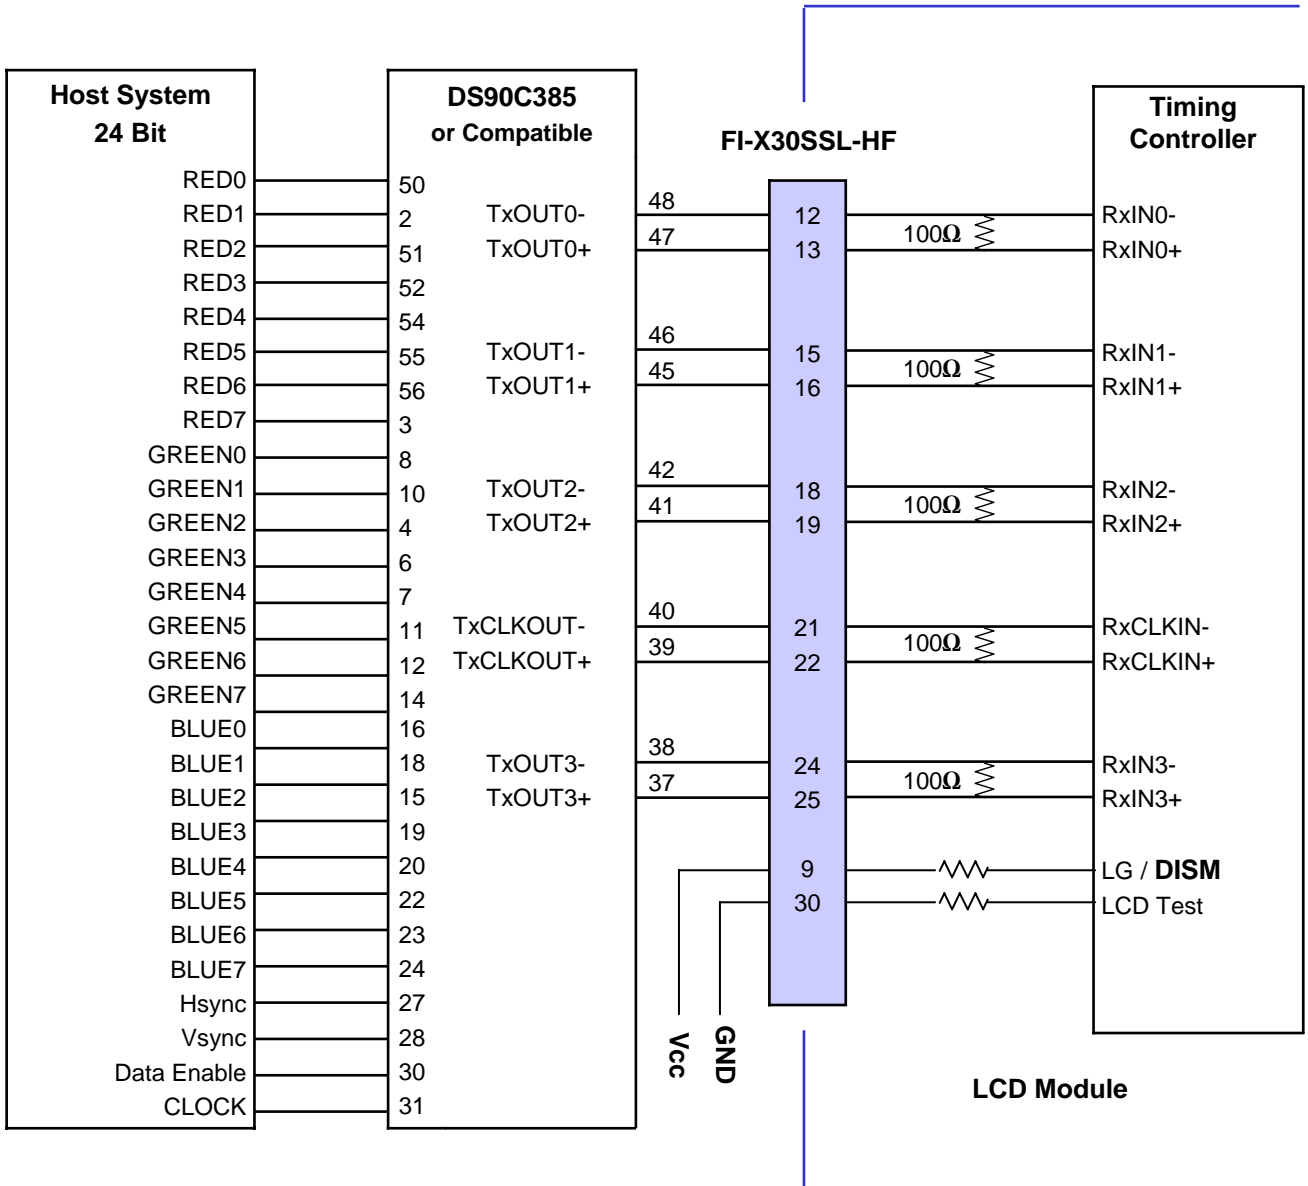 Host System
24 Bit
RED0
RED1
RED2
RED3
RED4
RED5
RED6
RED7
GREEN0
GREEN1
GREEN2
GREEN3
GREEN4
GREEN5
GREEN6
GREEN7
BLUE0
BLUE1
BLUE2
BLUE3
BLUE4
BLUE5
BLUE6
BLUE7
Hsync
Vsync
Data Enable
CLOCK
DS90C385
or Compatible
50
2
51
52
54
55
56
3
8
10
4
6
7
11
12
14
16
18
15
19
20
22
23
24
27
28
30
31
TxOUT0-
TxOUT0+
TxOUT1-
TxOUT1+
TxOUT2-
TxOUT2+
TxCLKOUT-
TxCLKOUT+
TxOUT3-
TxOUT3+
48
47
46
45
42
41
40
39
38
37
Vcc
GND
FI-X30SSL-HF
12
13
15
16
18
19
21
22
24
25
9
30
100Ω
100Ω
100Ω
100Ω
100Ω
Timing
Controller
RxIN0-
RxIN0+
RxIN1-
RxIN1+
RxIN2-
RxIN2+
RxCLKIN-
RxCLKIN+
RxIN3-
RxIN3+
LG / DISM
LCD Test
LCD Module